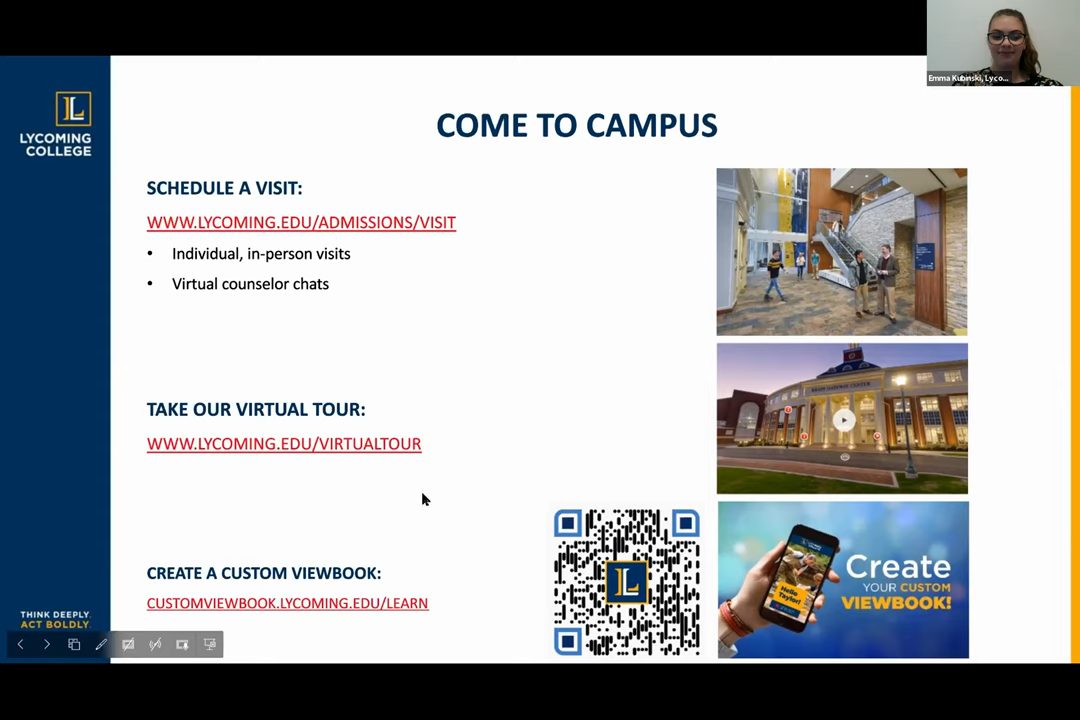 Emma Kubinski, Lyco...
LYCOMING
COLLEGE
COME TO CAMPUS
SCHEDULE A VISIT:
WWW.LYCOMING.EDU/ADMISSIONS/VISIT
• Individual, in-person visits
• Virtual counselor chats
TAKE OUR VIRTUAL TOUR:
WWW.LYCOMING.EDU/VIRTUALTOUR
CREATE A CUSTOM VIEWBOOK:
CUSTOMVIEWBOOK.LYCOMING.EDU/LEARN
Hello
Taylor!
Create
YOUR CUSTOM
VIEWBOOK!
THINK DEEPLY.
ACT BOLDLY.